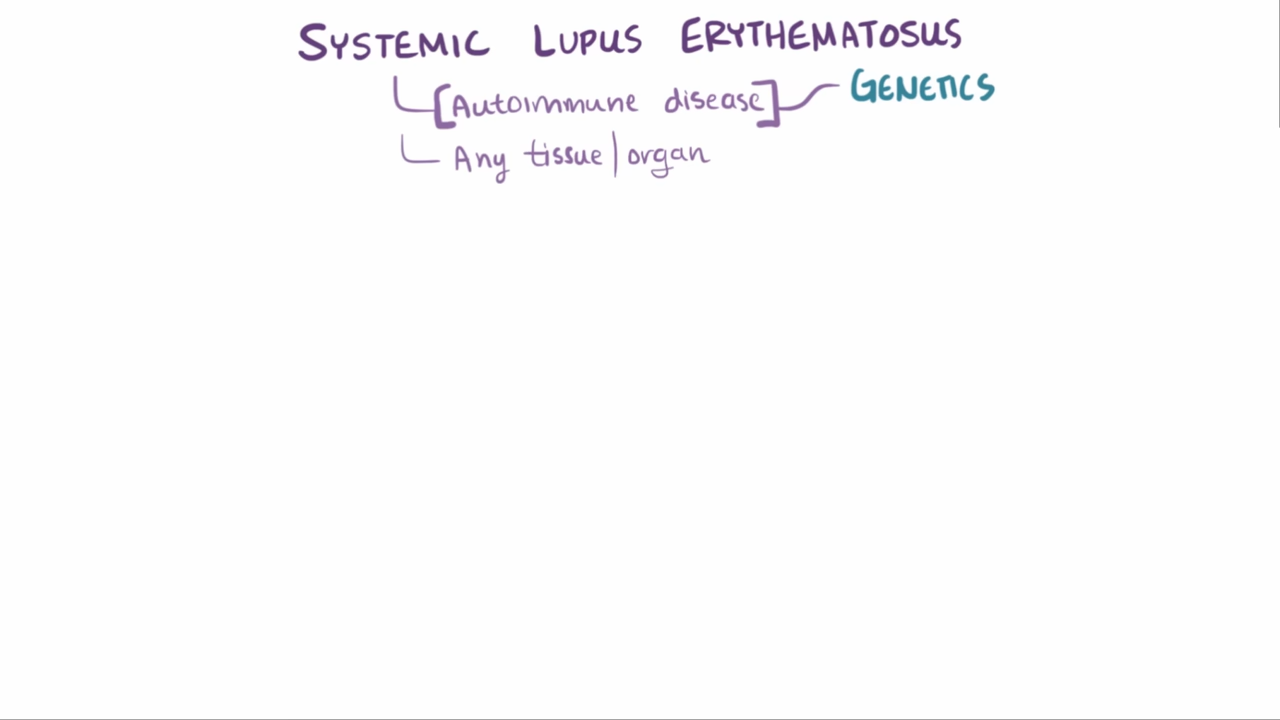 SYSTEMIC LUPUS ERYTHEMATOSUS
[Autoimmune disease] GENETICS
Any tissue | organ